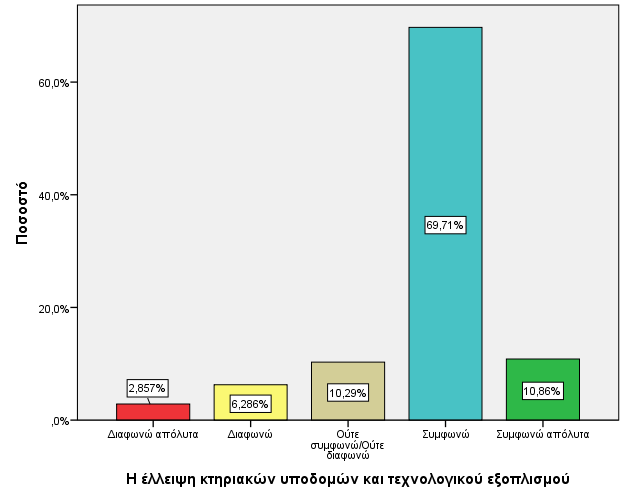 Ποσοστό
60,0%
40,0%
20,0%
,0%
2,857%
6,286%
10,29%
69,71%
10,86%
Διαφωνώ απόλυτα
Διαφωνώ
Ούτε
συμφωνώ/Ούτε
διαφωνώ
Συμφωνώ
Συμφωνώ απόλυτα
Η έλλειψη κτηριακών υποδομών και τεχνολογικού εξοπλισμού